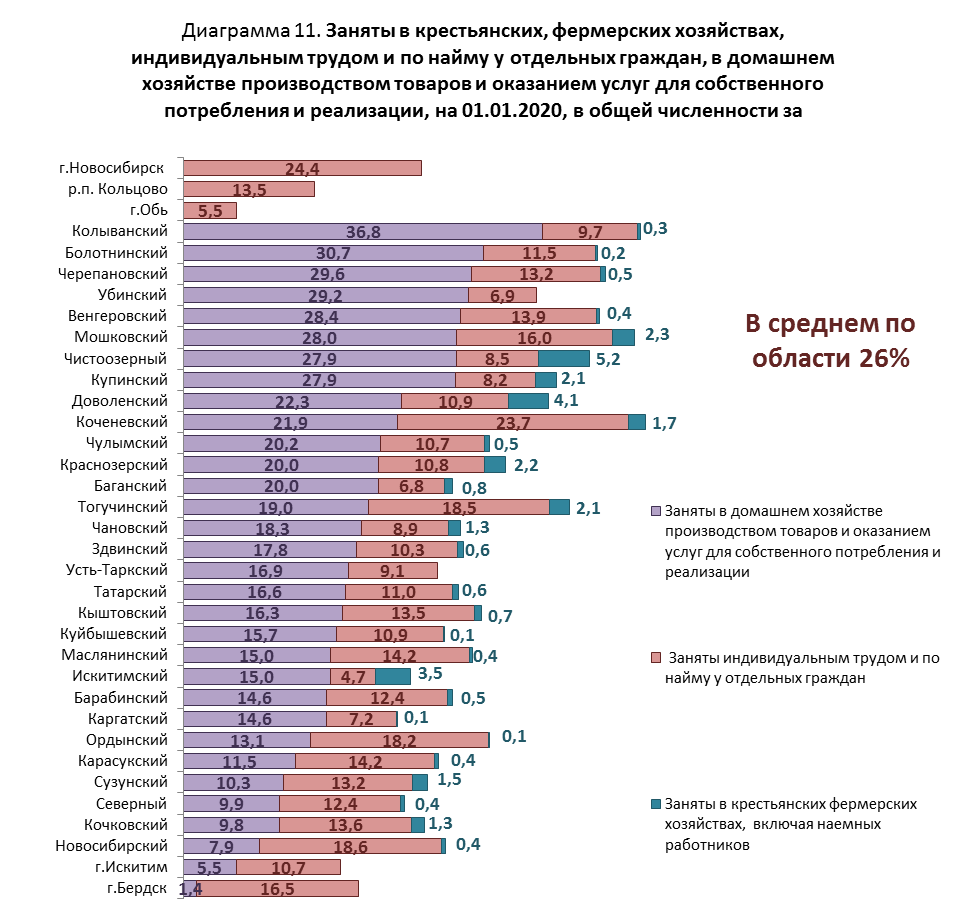 Диаграмма 11. Заняты в крестьянских, фермерских хозяйствах,
индивидуальным трудом и по найму у отдельных граждан, в домашнем
хозяйстве производством товаров и оказанием услуг для собственного
потребления и реализации, на 01.01.2020, в общей численности за
г.Новосибирск 24,4
р.п. Кольцово 13,5
г.Обь 5,5
Колыванский 36,8 9,7 0,3
Болотнинский 30,7 11,5 0,2
Черепановский 29,6 13,2 0,5
Убинский 29,2 6,9
Венгеровский 28,4 13,9 0,4
Мошковский 28,0 16,0 2,3
Чистоозерный 27,9 8,5 5,2
Купинский 27,9 8,2 2,1
Доволенский 22,3 10,9 4,1
Коченевский 21,9 23,7 1,7
Чулымский 20,2 10,7 0,5
Краснозерский 20,0 10,8 2,2
Баганский 20,0 6,8 0,8
Тогучинский 19,0 18,5 2,1
Чановский 18,3 8,9 1,3
Здвинский 17,8 10,3 0,6
Усть-Таркский 16,9 9,1
Татарский 16,6 11,0 0,6
Кыштовский 16,3 13,5 0,7
Куйбышевский 15,7 10,9 0,1
Маслянинский 15,0 14,2 0,4
Искитимский 15,0 4,7 3,5
Барабинский 14,6 12,4 0,5
Каргатский 14,6 7,2 0,1
Ордынский 13,1 18,2 0,1
Карасукский 11,5 14,2 0,4
Сузунский 10,3 13,2 1,5
Северный 9,9 12,4 0,4
Кочковский 9,8 13,6 1,3
Новосибирский 7,9 18,6 0,4
г.Искитим 5,5 10,7
г.Бердск 1,4 16,5
В среднем по
области 26%
Заняты в домашнем хозяйстве
производством товаров и оказанием
услуг для собственного потребления и
реализации
Заняты индивидуальным трудом и по
найму у отдельных граждан
Заняты в крестьянских фермерских
хозяйствах, включая наемных
работников